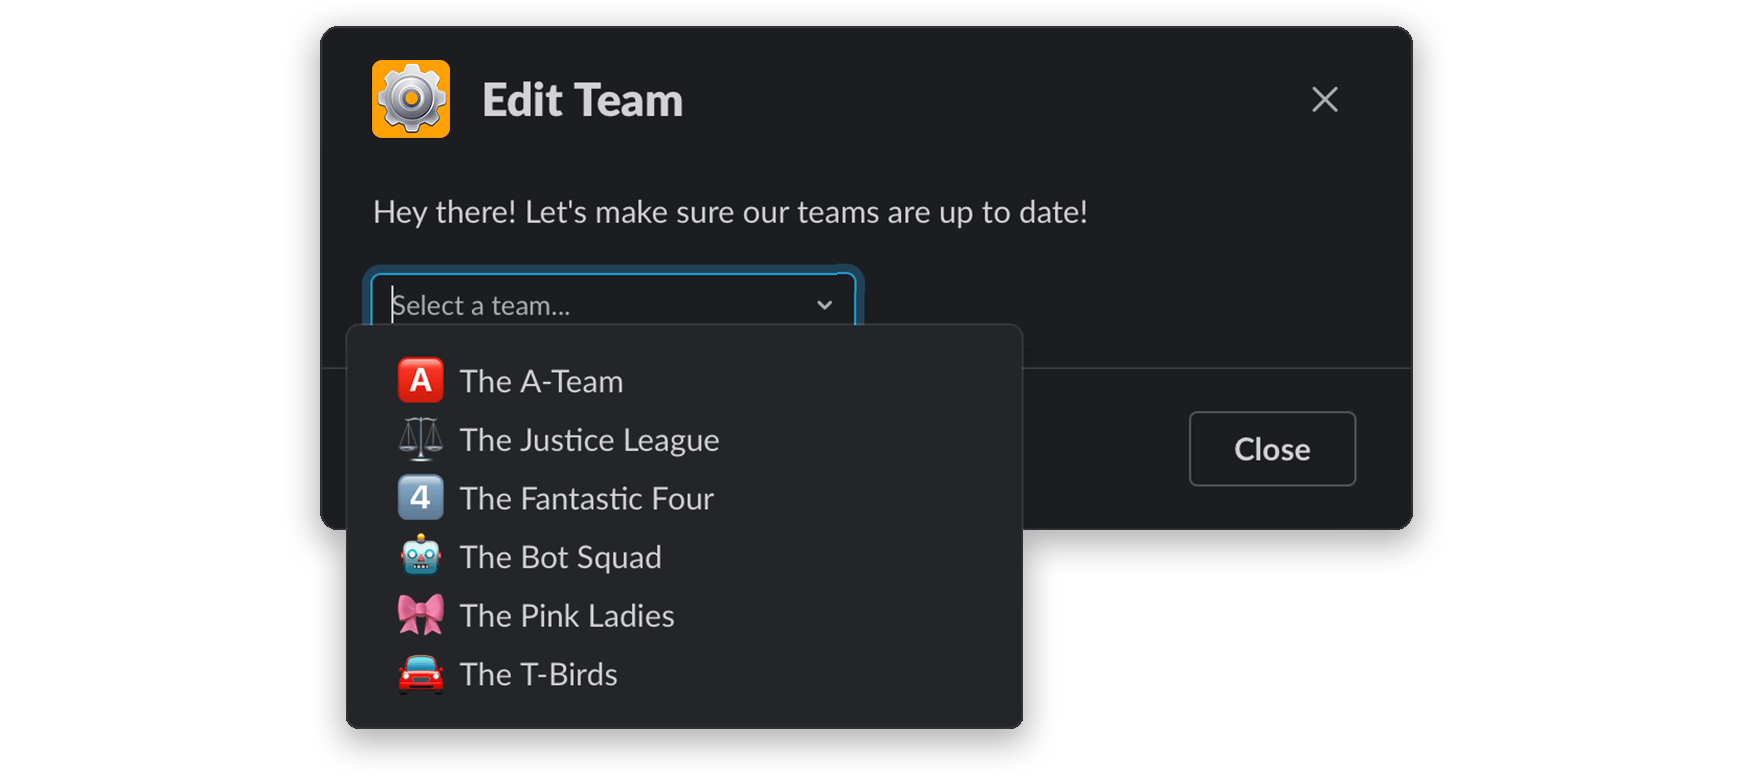 Edit Team
Hey there! Let's make sure our teams are up to date!
Select a team...
A The A-Team
The Justice League
4 The Fantastic Four
The Bot Squad
The Pink Ladies
The T-Birds
Close